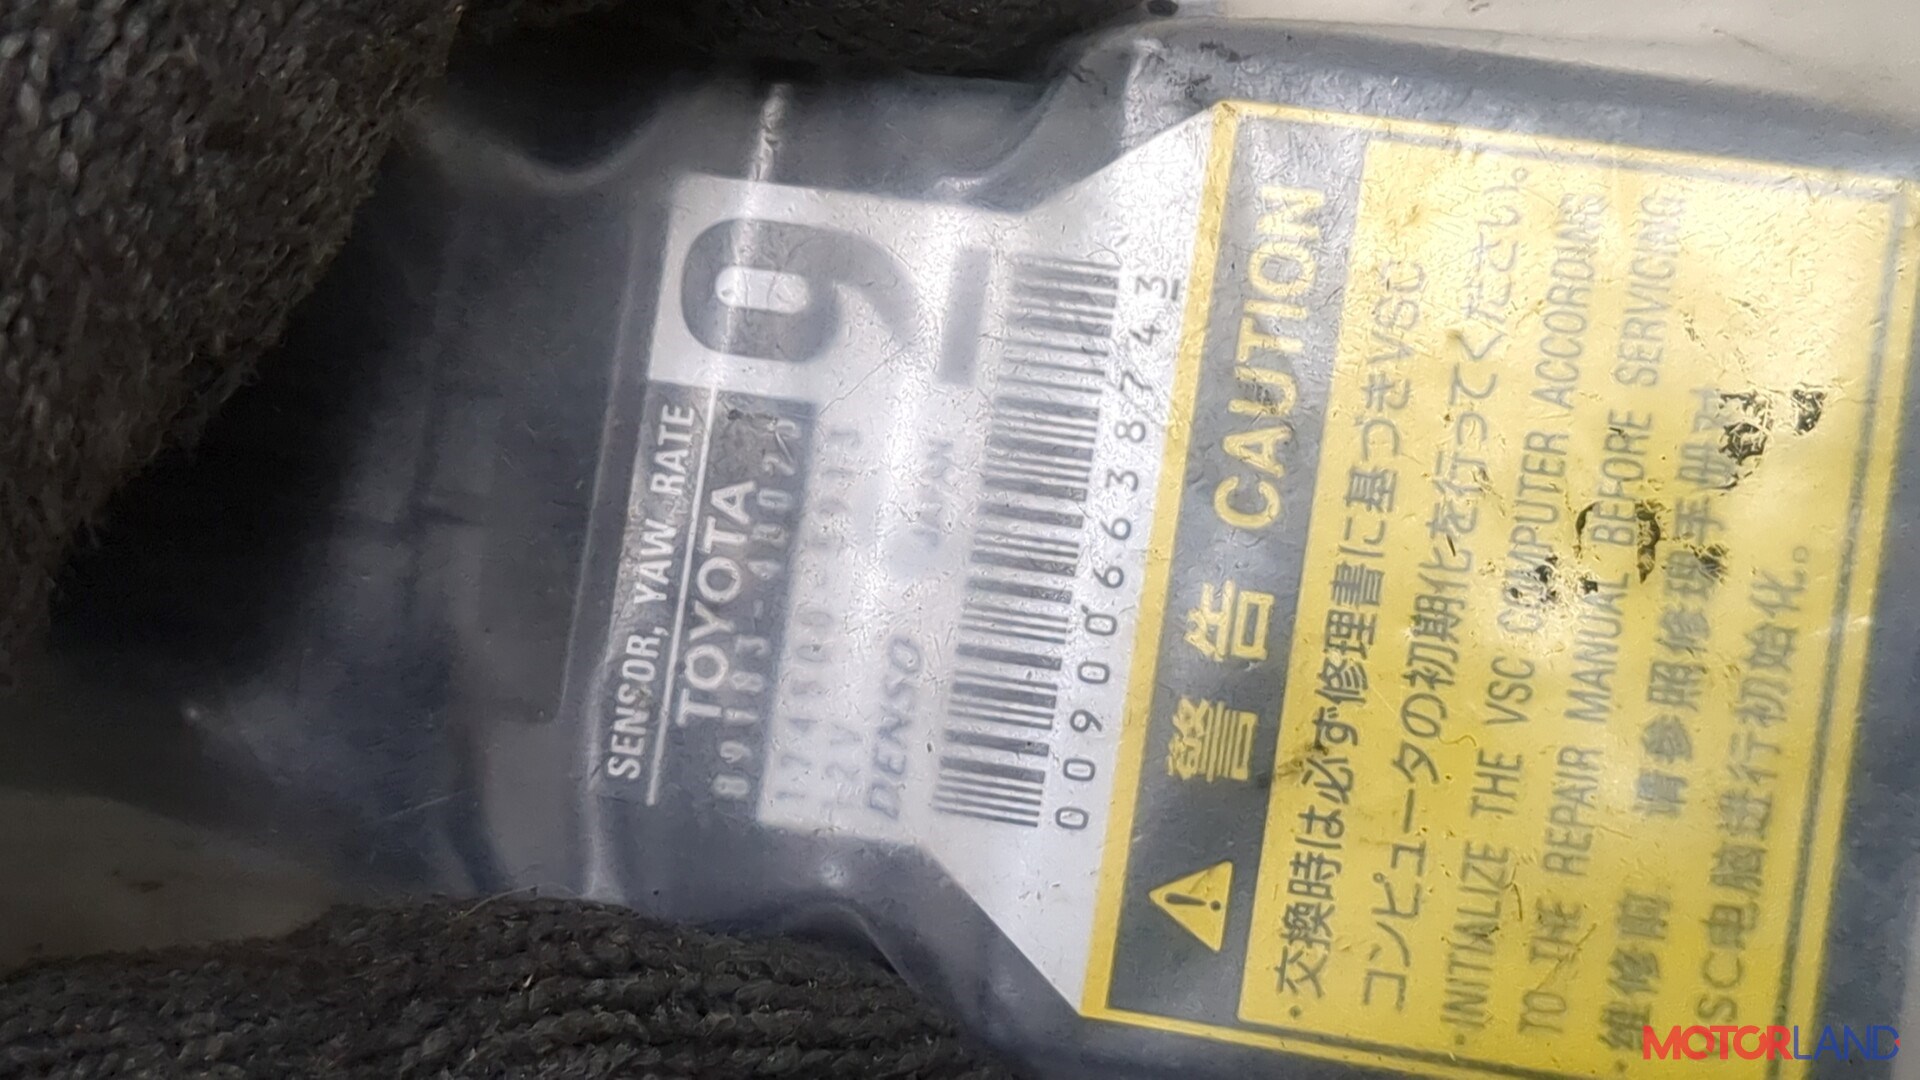 SENSOR, YAW RATE
TOYOTA
9
12V
DENSO
JAPAN
009006638743
警告 CAUTION
・交換時は必ず修理書に基づきVSC
コンピュータの初期化を行ってください。
・INITIALIZE THE VSC COMPUTER ACCORDING
TO THE REPAIR MANUAL BEFORE SERVICING
・维修前 请参照修理手册对
SC电脑进行初始化。
MOTORLAND